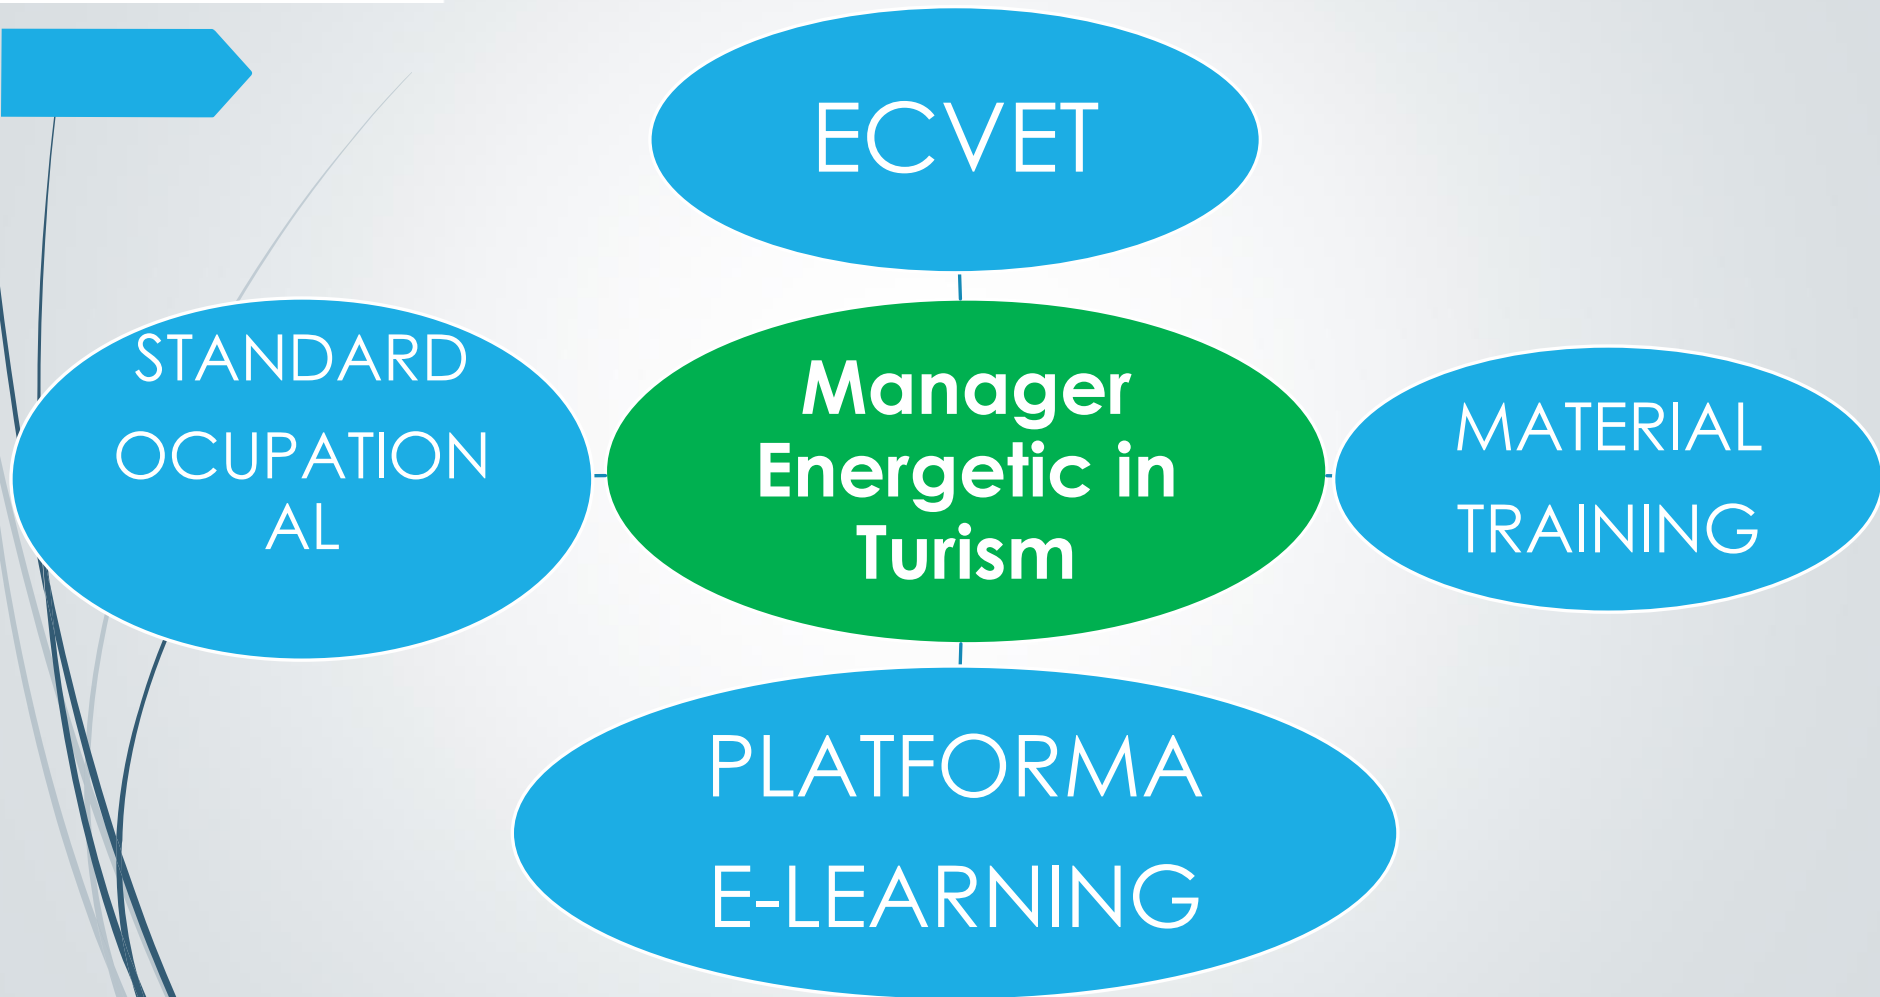 ECVET
STANDARD
OCUPATION
AL
Manager
Energetic in
Turism
MATERIAL
TRAINING
PLATFORMA
E-LEARNING